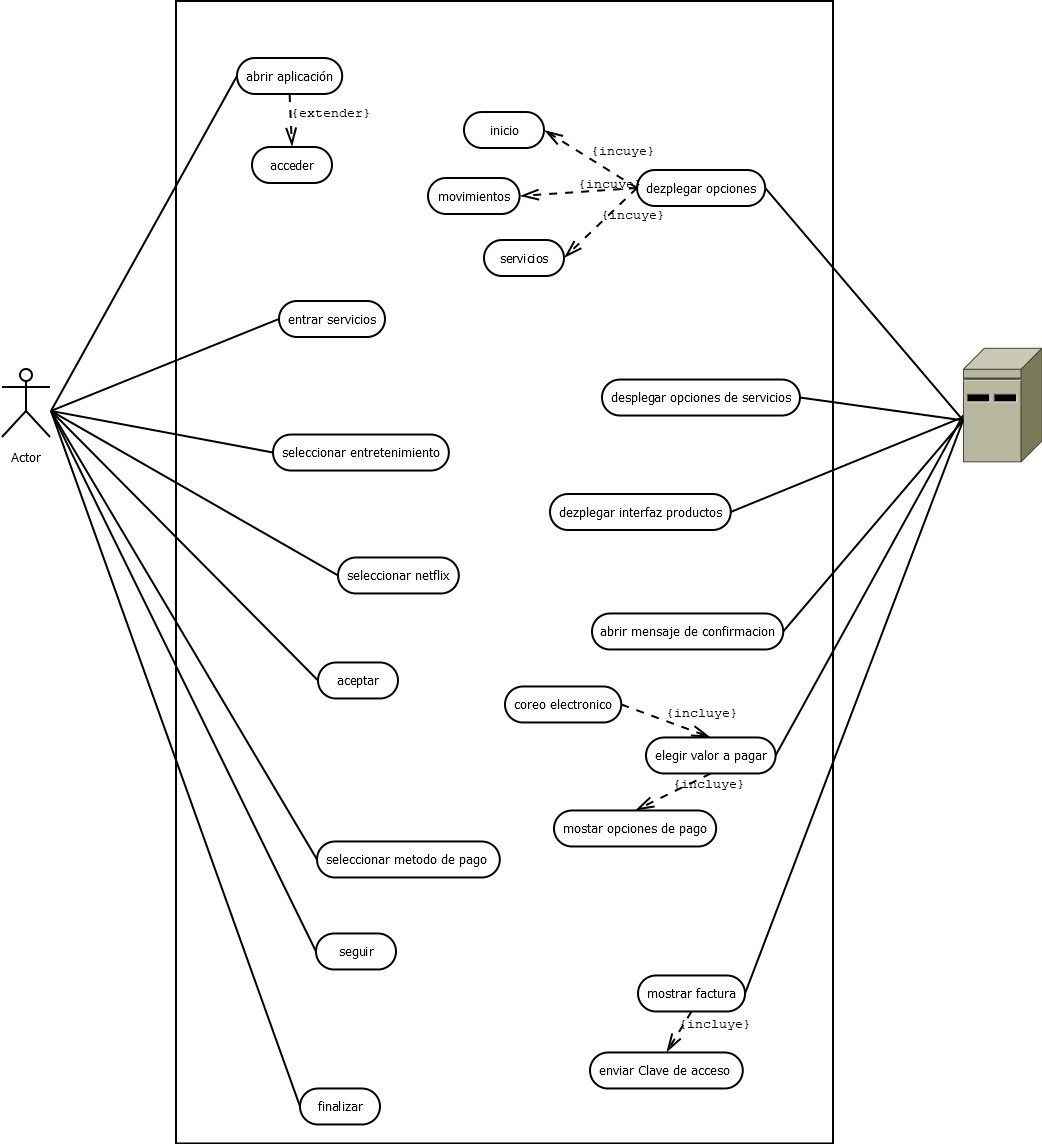 abrir aplicación
{extender}
acceder
inicio
{incuye}
movimientos
{incuye}
dezplegar opciones
{incuye}
servicios
entrar servicios
desplegar opciones de servicios
Actor
seleccionar entretenimiento
dezplegar interfaz productos
seleccionar netflix
abrir mensaje de confirmacion
aceptar
coreo electronico
{incluye}
elegir valor a pagar
{incluye}
mostar opciones de pago
seleccionar metodo de pago
seguir
mostrar factura
{incluye}
enviar Clave de acceso
finalizar